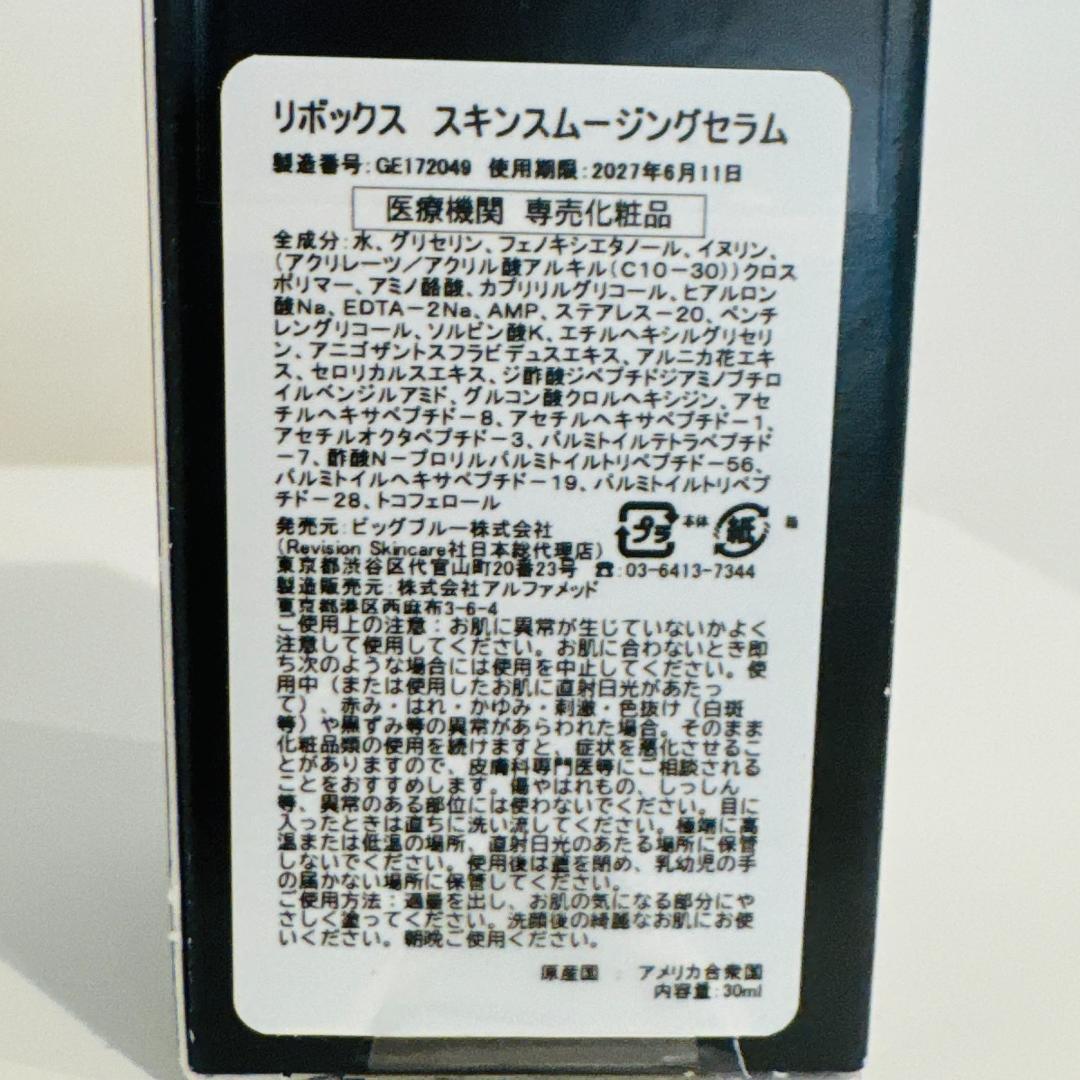 リボックス スキンスムージングセラム
製造番号:GE172049 使用期限:2027年6月11日
医療機関 専売化粧品
全成分:水、グリセリン、フェノキシエタノール、イヌリン、
(アクリレーツ/アクリル酸アルキル(C10-30))クロス
ポリマー、アミノ酪酸、カプリリルグリコール、ヒアルロン
酸Na、EDTA-2Na、AMP、ステアレス-20、ペンチ
レングリコール、ソルビン酸K、エチルヘキシルグリセリ
ン、アニゴザントスフラビデュスエキス、アルニカ花エキ
ス、セロリカルスエキス、ジ酢酸ジペプチドジアミノブチロ
イルベンジルアミド、グルコン酸クロルヘキシジン、アセ
チルヘキサペプチド-8、アセチルヘキサペプチド-1、
アセチルオクタペプチド-3、パルミトイルテトラペプチド
-7、酢酸N-プロリルパルミトイルトリペプチド-56、
パルミトイルヘキサペプチド-19、パルミトイルトリペプ
チド-28、トコフェロール
発売元:ビッグブルー株式会社
(Revision Skincare社日本総代理店)
プラ 本体 紙 箱
東京都渋谷区代官山町20番23号 ☎:03-6413-7344
製造販売元:株式会社アルファメッド
東京都港区西麻布3-6-4
ご使用上の注意:お肌に異常が生じていないかよく
注意して使用してください。お肌に合わないとき即
ち次のような場合には使用を中止してください。使
用中(または使用したお肌に直射日光があたっ
て)、赤み・はれ・かゆみ・刺激・色抜け(白斑
等)や黒ずみ等の異常があらわれた場合。そのまま
化粧品類の使用を続けますと、症状を悪化させるこ
とがありますので、皮膚科専門医等にご相談される
ことをおすすめします。傷やはれもの、しっしん
等、異常のある部位には使わないでください。目に
入ったときは直ちに洗い流してください。極端に高
温または低温の場所、直射日光のあたる場所に保管
しないでください。使用後は蓋を閉め、乳幼児の手
の届かない場所に保管してください。
ご使用方法:適量を出し、お肌の気になる部分にや
さしく塗ってください。洗顔後の綺麗なお肌にお使
いください。朝晩ご使用ください。
原産国 : アメリカ合衆国
内容量:30ml